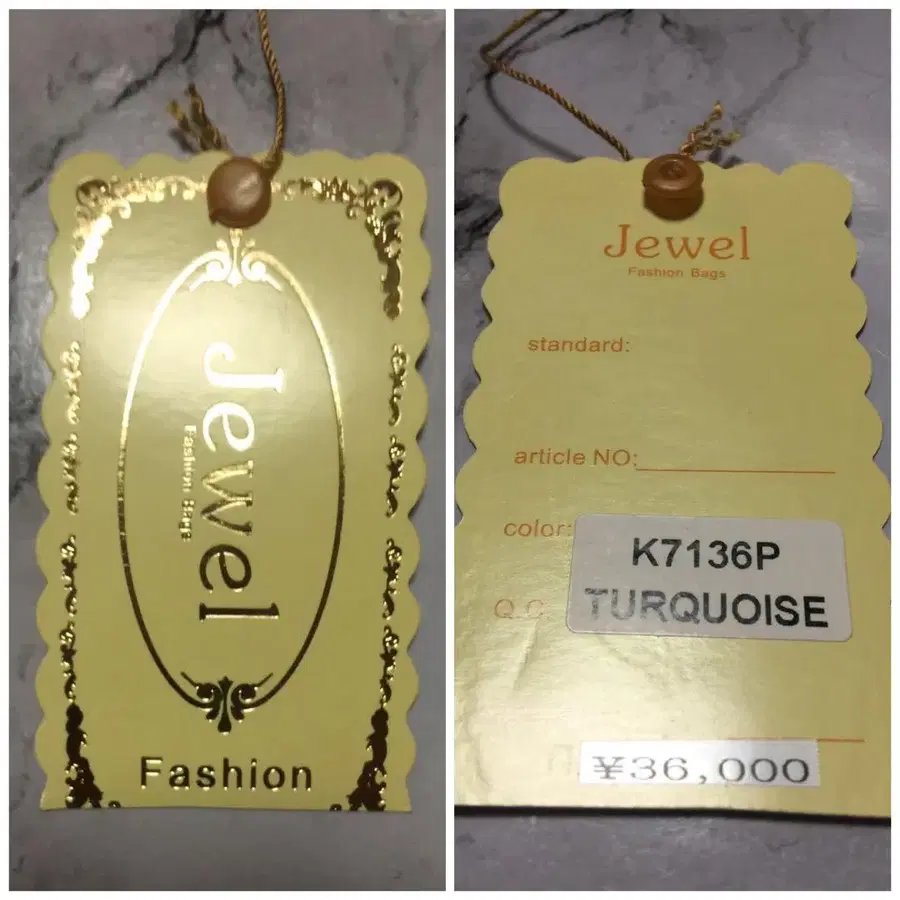 Jewel
Fashion Bags
Fashion
Jewel
Fashion Bags
standard:
article NO:
color:
K7136P
Q.C
TURQUOISE
¥36,000